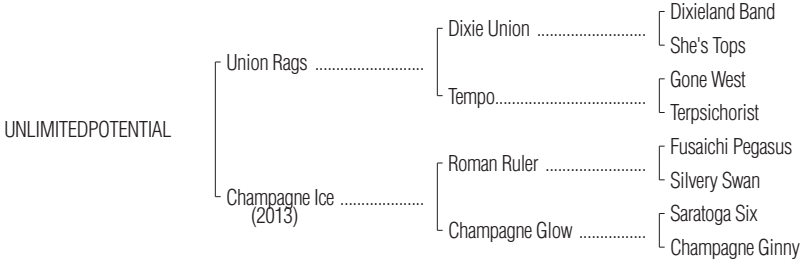 Dixieland Band
Dixie Union ..........................
She's Tops
Union Rags ..........................
Gone West
Tempo....................................
Terpsichorist
UNLIMITEDPOTENTIAL
Fusaichi Pegasus
Roman Ruler ........................
Silvery Swan
Champagne Ice ....................
(2013)
Saratoga Six
Champagne Glow ................
Champagne Ginny